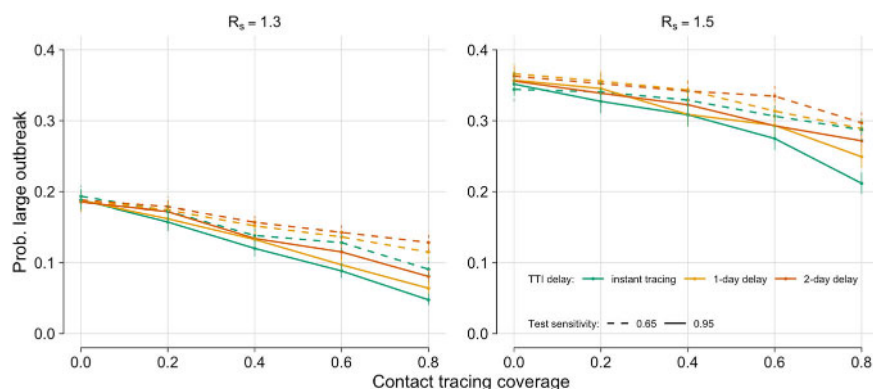 Rs = 1.3
Rs = 1.5
Prob. large outbreak
0.4
0.3
0.2
0.1
0.0
0.4
0.3
0.2
0.1
0.0
TTI delay: instant tracing 1-day delay 2-day delay
Test sensitivity: 0.65 0.95
0.0 0.2 0.4 0.6 0.8
0.0 0.2 0.4 0.6 0.8
Contact tracing coverage